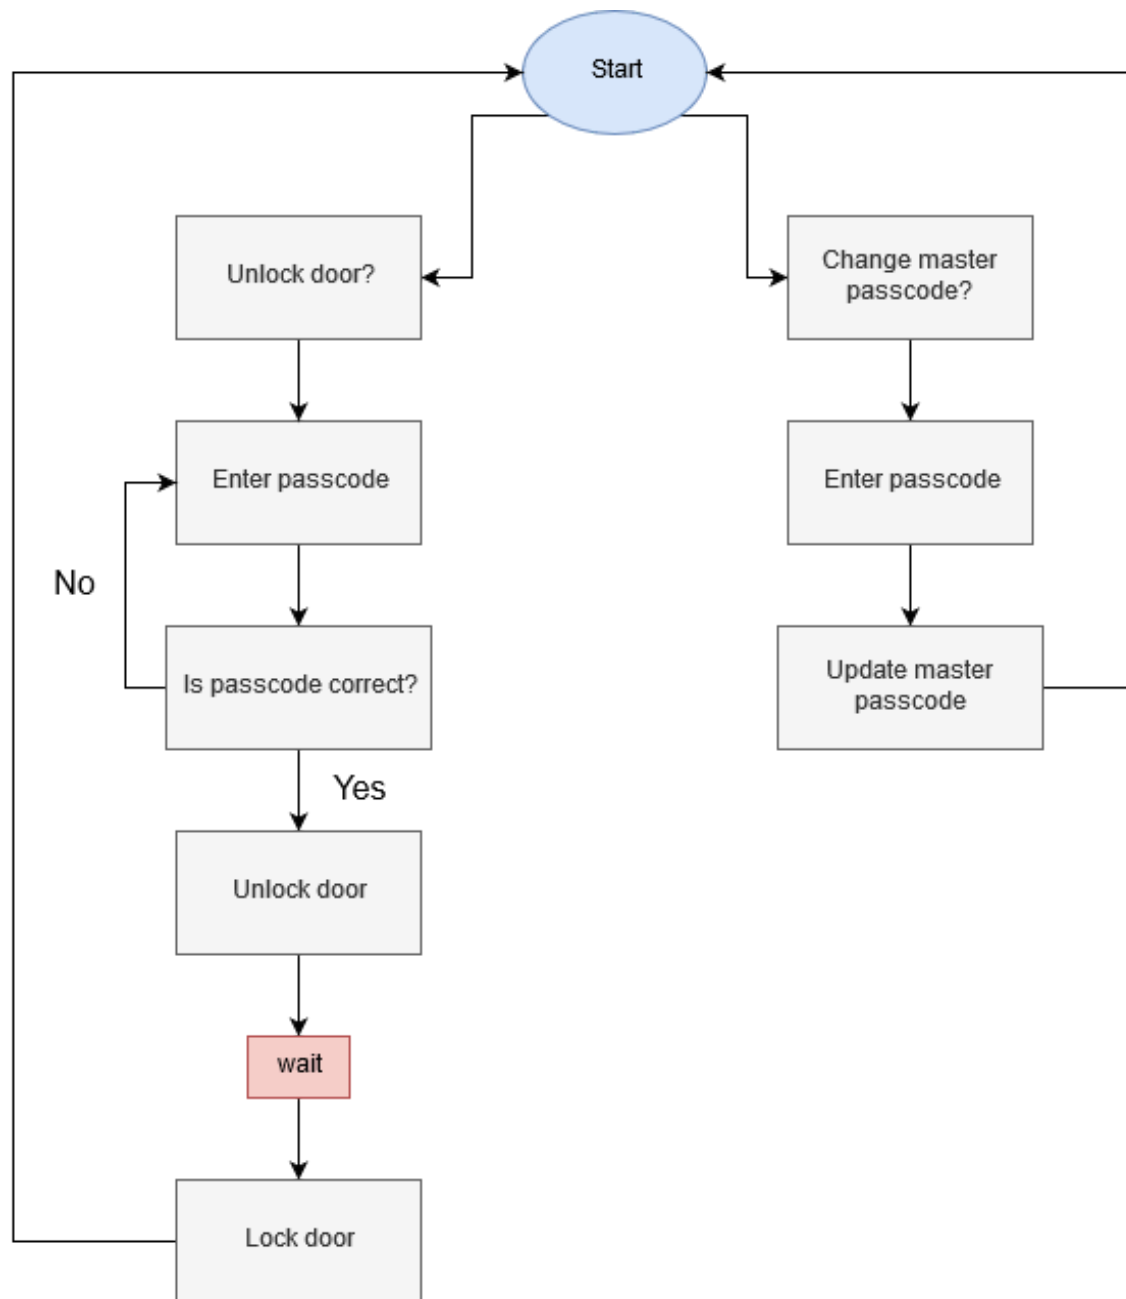 Start
Unlock door?
Change master
passcode?
Enter passcode
Enter passcode
No
Is passcode correct?
Update master
passcode
Yes
Unlock door
wait
Lock door